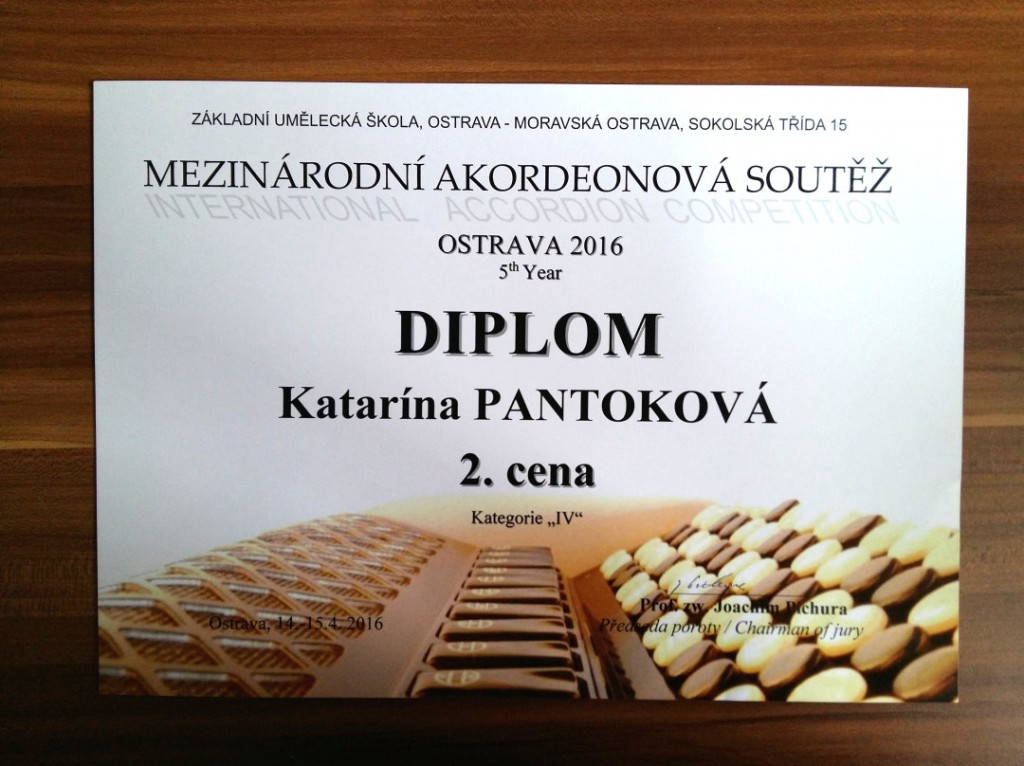 ZÁKLADNÍ UMĚLECKÁ ŠKOLA, OSTRAVA - MORAVSKÁ OSTRAVA, SOKOLSKÁ TŘÍDA 15
MEZINÁRODNÍ AKORDEONOVÁ SOUTĚŽ
INTERNATIONAL ACCORDION COMPETITION
OSTRAVA 2016
5th Year
DIPLOM
Katarína PANTOKOVÁ
2. cena
Kategorie „IV“
Prof. zw. Joachim Pichura
Ostrava, 14.-15.4. 2016
Předseda poroty / Chairman of jury